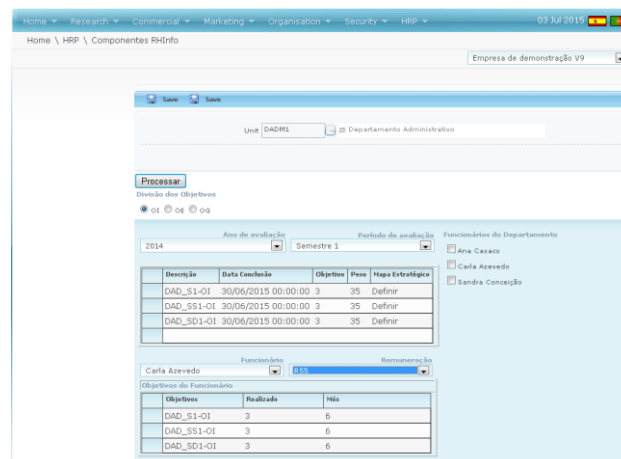 Home Research Commercial Marketing Organisation Security HRP 03 Jul 2015
Home \ HRP \ Componentes RHInfo
Empresa de demonstração V9
Save Save
Unit DADM1 Departamento Administrativo
Processar
Divisão dos Objetivos
OI OE OG
Ano de avaliação Período de avaliação Funcionários do Departamento
2014 Semestre 1
Ana Casaco
Carla Azevedo
Sandra Conceição
Descrição Data Conclusão Objetivo Peso Mapa Estratégico
DAD_S1-OI 30/06/2015 00:00:00 3 35 Definir
DAD_SS1-OI 30/06/2015 00:00:00 3 35 Definir
DAD_SD1-OI 30/06/2015 00:00:00 3 35 Definir
Funcionário Remuneração
Carla Azevedo R55
Objetivos do Funcionário
Objetivos Realizado Mês
DAD_S1-OI 3 6
DAD_SS1-OI 3 6
DAD_SD1-OI 3 6